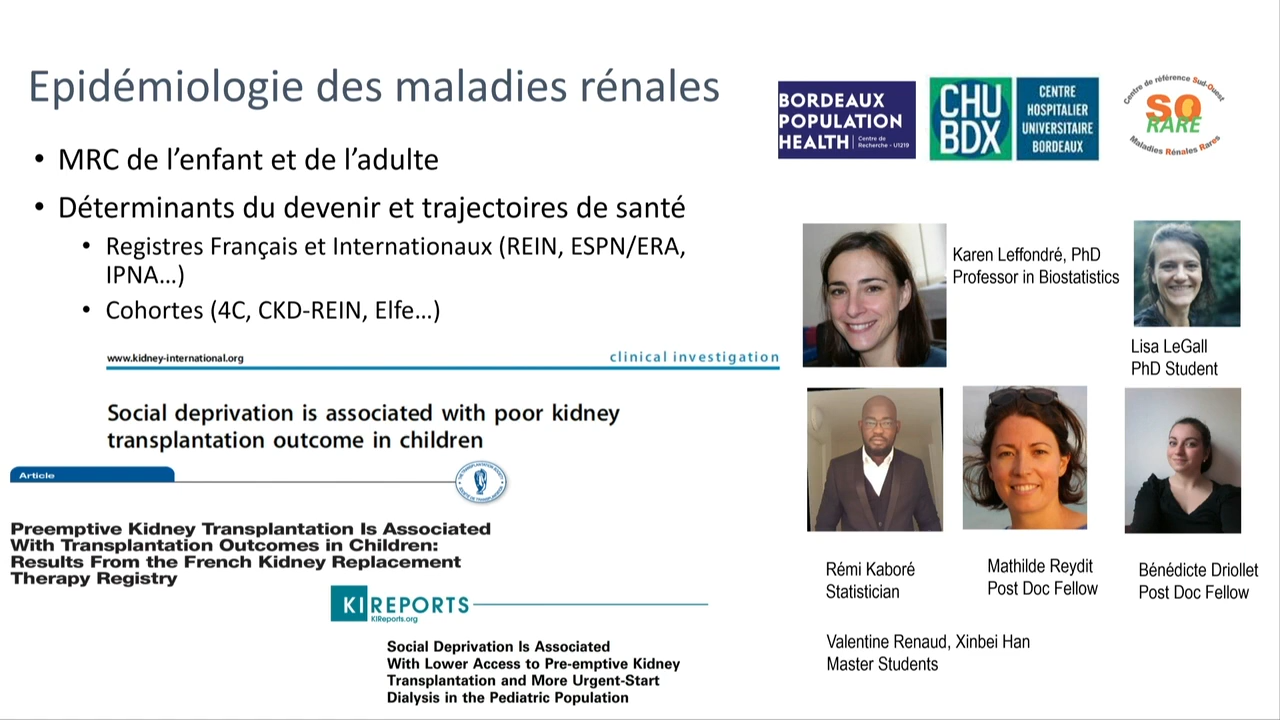 Epidémiologie des maladies rénales
• MRC de l’enfant et de l’adulte
• Déterminants du devenir et trajectoires de santé
• Registres Français et Internationaux (REIN, ESPN/ERA,
IPNA…)
• Cohortes (4C, CKD-REIN, Elfe…)
www.kidney-international.org
clinical investigation
Social deprivation is associated with poor kidney
transplantation outcome in children
Article
Preemptive Kidney Transplantation Is Associated
With Transplantation Outcomes in Children:
Results From the French Kidney Replacement
Therapy Registry
KI REPORTS
KIReports.org
Social Deprivation Is Associated
With Lower Access to Pre-emptive Kidney
Transplantation and More Urgent-Start
Dialysis in the Pediatric Population
BORDEAUX
POPULATION
HEALTH
Centre de
Recherche - U1219
CHU
BDX
CENTRE
HOSPITALIER
UNIVERSITAIRE
BORDEAUX
Centre de référence Sud-Ouest
SO
RARE
Maladies Rénales Rares
Karen Leffondré, PhD
Professor in Biostatistics
Lisa LeGall
PhD Student
Rémi Kaboré
Statistician
Mathilde Reydit
Post Doc Fellow
Bénédicte Driollet
Post Doc Fellow
Valentine Renaud, Xinbei Han
Master Students